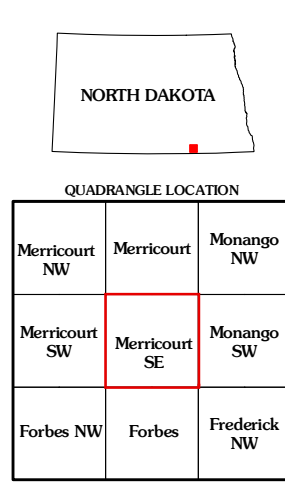 NORTH DAKOTA
QUADRANGLE LOCATION
Merricourt
NW
Merricourt
Monango
NW
Merricourt
SW
Merricourt
SE
Monango
SW
Forbes NW
Forbes
Frederick
NW